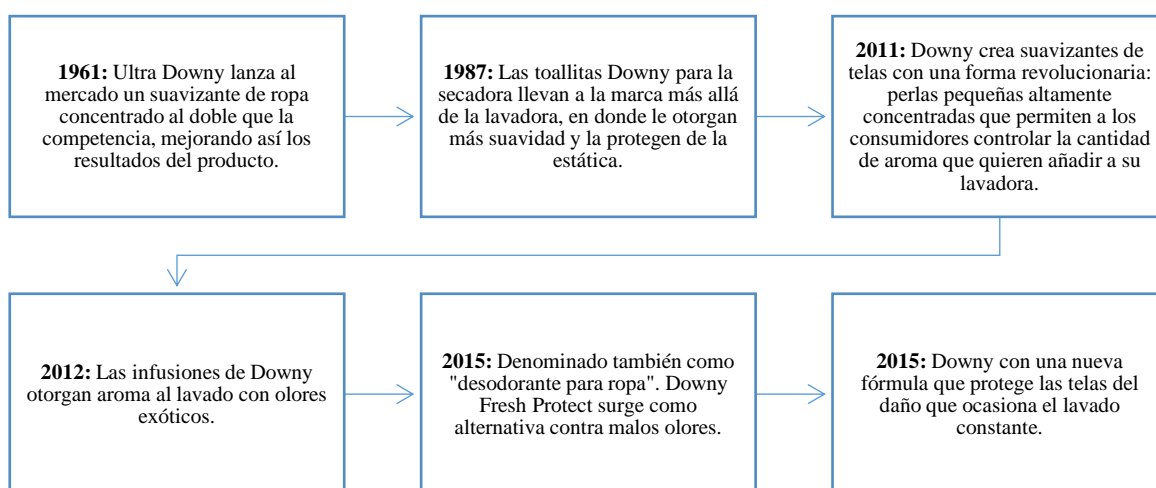 1961: Ultra Downy lanza al
mercado un suavizante de ropa
concentrado al doble que la
competencia, mejorando así los
resultados del producto.
1987: Las toallitas Downy para la
secadora llevan a la marca más allá
de la lavadora, en donde le otorgan
más suavidad y la protegen de la
estática.
2011: Downy crea suavizantes de
telas con una forma revolucionaria:
perlas pequeñas altamente
concentradas que permiten a los
consumidores controlar la cantidad
de aroma que quieren añadir a su
lavadora.
2012: Las infusiones de Downy
otorgan aroma al lavado con olores
exóticos.
2015: Denominado también como
"desodorante para ropa". Downy
Fresh Protect surge como
alternativa contra malos olores.
2015: Downy con una nueva
fórmula que protege las telas del
daño que ocasiona el lavado
constante.